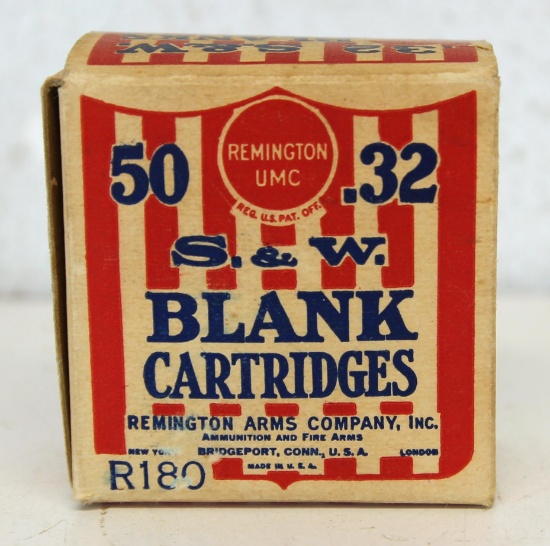 32 S&W
50
REMINGTON
UMC
REG. U.S. PAT. OFF.
.32
S. & W.
BLANK
CARTRIDGES
REMINGTON ARMS COMPANY, INC.
AMMUNITION AND FIRE ARMS
NEW YORK BRIDGEPORT, CONN., U. S. A. LONDON
MADE IN U. S. A.
R180